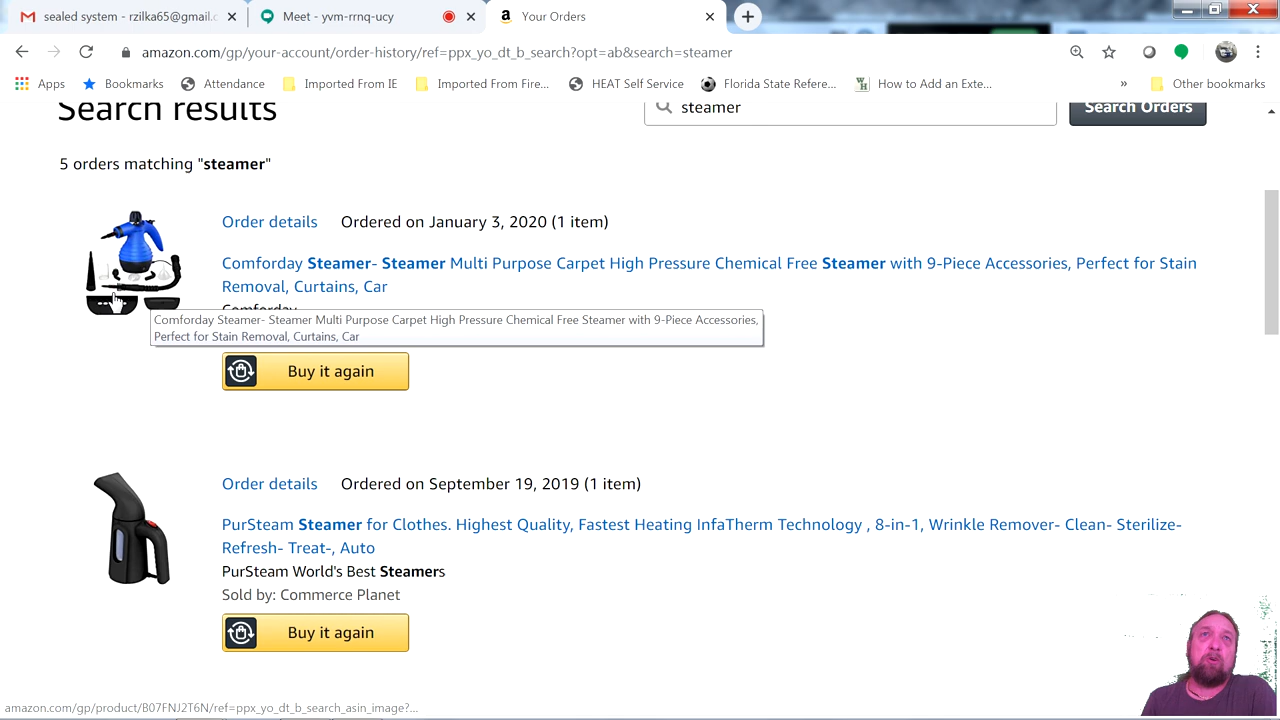 sealed system - rzilka65@gmail.c
Meet - yvm-rrnq-ucy
Your Orders
amazon.com/gp/your-account/order-history/ref=ppx_yo_dt_b_search?opt=ab&search=steamer
Apps
Bookmarks
Attendance
Imported From IE
Imported From Fire...
HEAT Self Service
Florida State Refere...
How to Add an Exte...
»
Other bookmarks
Search results
steamer
Search Orders
5 orders matching "steamer"
Order details
Ordered on January 3, 2020 (1 item)
Comforday Steamer- Steamer Multi Purpose Carpet High Pressure Chemical Free Steamer with 9-Piece Accessories, Perfect for Stain
Removal, Curtains, Car
Comforday
Comforday Steamer- Steamer Multi Purpose Carpet High Pressure Chemical Free Steamer with 9-Piece Accessories,
Perfect for Stain Removal, Curtains, Car
Buy it again
Order details
Ordered on September 19, 2019 (1 item)
PurSteam Steamer for Clothes. Highest Quality, Fastest Heating InfaTherm Technology , 8-in-1, Wrinkle Remover- Clean- Sterilize-
Refresh- Treat-, Auto
PurSteam World's Best Steamers
Sold by: Commerce Planet
Buy it again
amazon.com/gp/product/B07FNJ2T6N/ref=ppx_yo_dt_b_search_asin_image?...